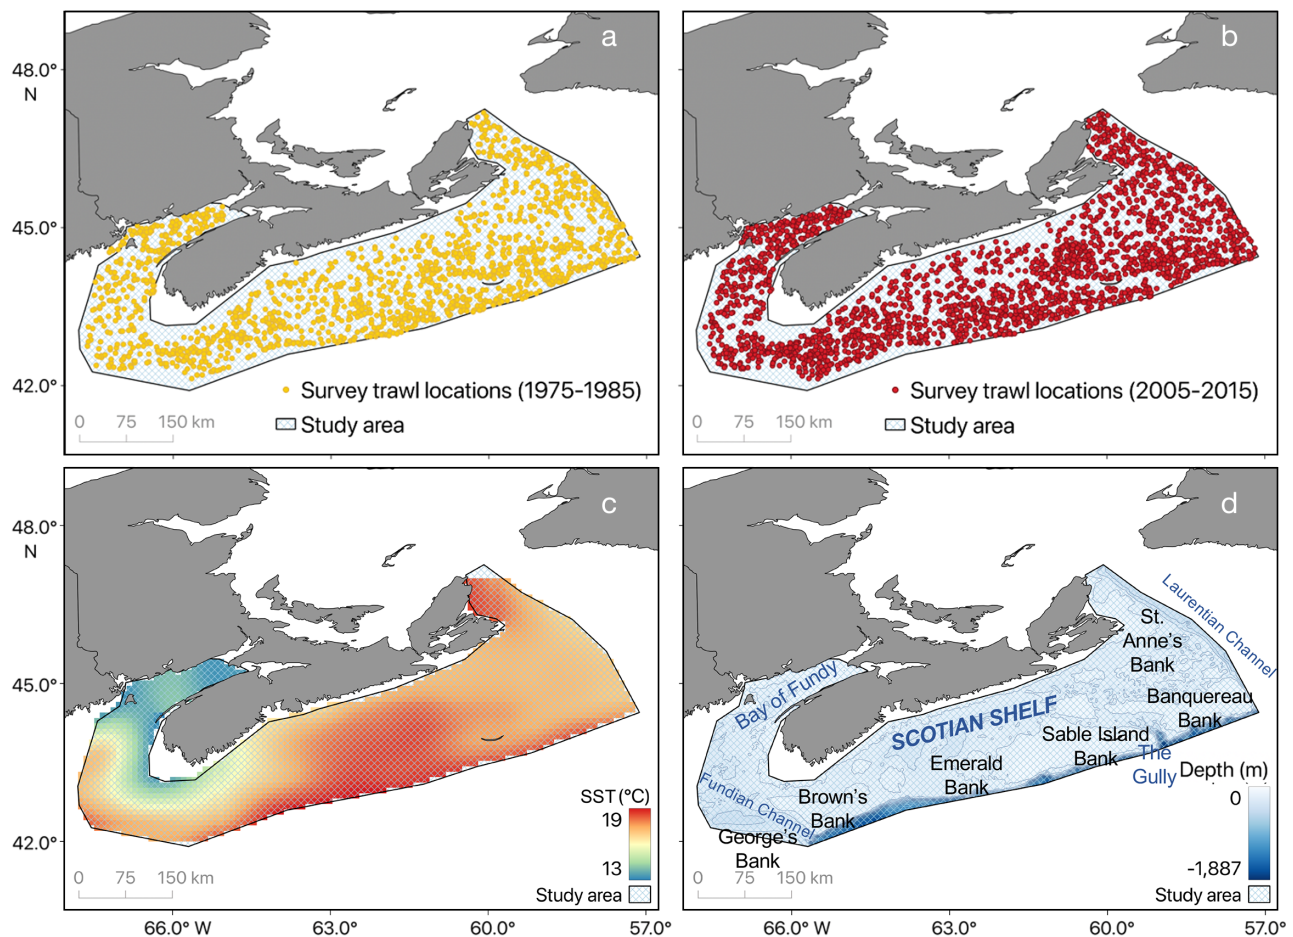 a
48.0°
N
45.0°
42.0°
Survey trawl locations (1975-1985)
Study area
0 75 150 km
b
Survey trawl locations (2005-2015)
Study area
0 75 150 km
c
48.0°
N
45.0°
42.0°
SST (°C)
19
13
Study area
0 75 150 km
66.0° W 63.0° 60.0° 57.0°
d
Laurentian Channel
St.
Anne's
Bank
Bay of Fundy
Banquereau
Bank
SCOTIAN SHELF
Sable Island
Bank
The
Gully
Emerald
Bank
Brown's
Bank
Fundian Channel
George's
Bank
Depth (m)
0
-1,887
Study area
0 75 150 km
66.0° W 63.0° 60.0° 57.0°